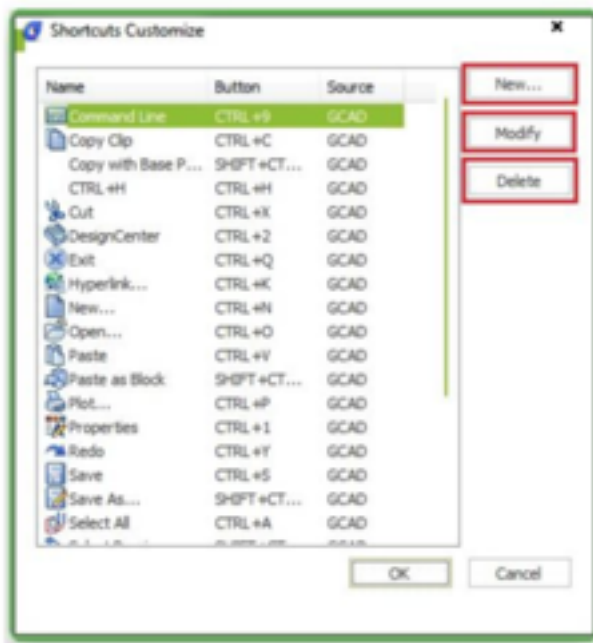 Shortcuts Customize
Name Button Source
Command Line CTRL+9 GCAD
Copy Clip CTRL+C GCAD
Copy with Base P... SHIFT+CT... GCAD
CTRL+H CTRL+H GCAD
Cut CTRL+X GCAD
DesignCenter CTRL+2 GCAD
Exit CTRL+Q GCAD
Hyperlink... CTRL+K GCAD
New... CTRL+N GCAD
Open... CTRL+O GCAD
Paste CTRL+V GCAD
Paste as Block SHIFT+CT... GCAD
Plot... CTRL+P GCAD
Properties CTRL+1 GCAD
Redo CTRL+Y GCAD
Save CTRL+S GCAD
Save As... SHIFT+CT... GCAD
Select All CTRL+A GCAD
New...
Modify
Delete
OK Cancel